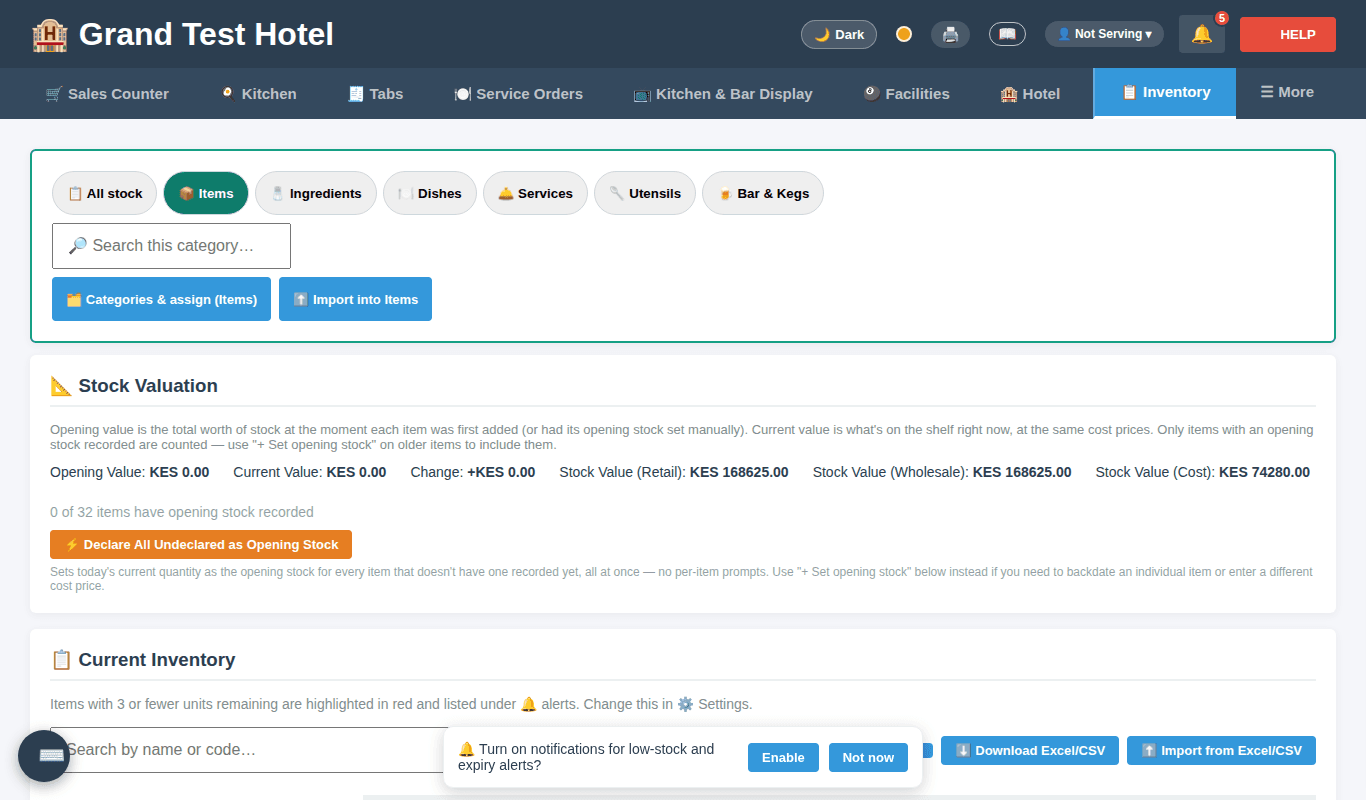 Grand Test Hotel
Dark
Not Serving ▾
5
HELP
Sales Counter
Kitchen
Tabs
Service Orders
Kitchen & Bar Display
Facilities
Hotel
Inventory
☰ More
All stock
Items
Ingredients
Dishes
Services
Utensils
Bar & Kegs
Search this category…
Categories & assign (Items)
Import into Items
Stock Valuation
Opening value is the total worth of stock at the moment each item was first added (or had its opening stock set manually). Current value is what's on the shelf right now, at the same cost prices. Only items with an opening
stock recorded are counted — use "+ Set opening stock" on older items to include them.
Opening Value: KES 0.00 Current Value: KES 0.00 Change: +KES 0.00 Stock Value (Retail): KES 168625.00 Stock Value (Wholesale): KES 168625.00 Stock Value (Cost): KES 74280.00
0 of 32 items have opening stock recorded
⚡ Declare All Undeclared as Opening Stock
Sets today's current quantity as the opening stock for every item that doesn't have one recorded yet, all at once — no per-item prompts. Use "+ Set opening stock" below instead if you need to backdate an individual item or enter a different
cost price.
Current Inventory
Items with 3 or fewer units remaining are highlighted in red and listed under 🔔 alerts. Change this in ⚙️ Settings.
Search by name or code…
🔔 Turn on notifications for low-stock and
expiry alerts?
Enable
Not now
Download Excel/CSV
Import from Excel/CSV